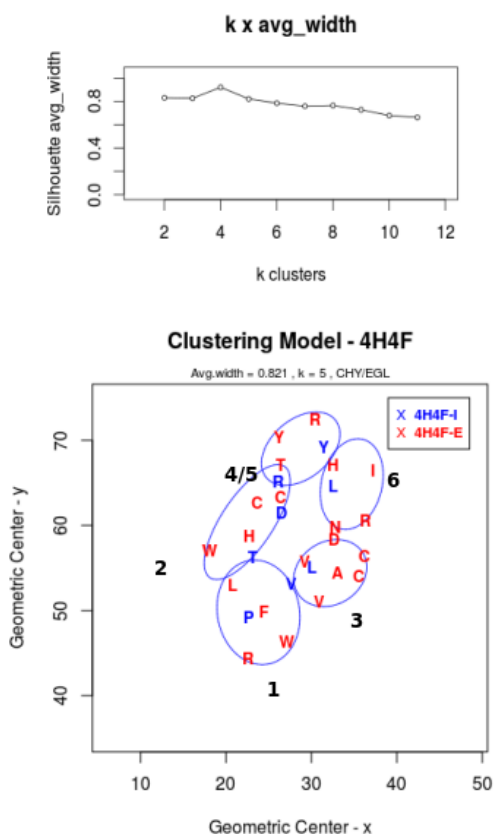 k x avg_width
Silhouette avg_width
0.0 0.4 0.8
2 4 6 8 10 12
k clusters
Clustering Model - 4H4F
Avg.width = 0.821 , k = 5 , CHY/EGL
X 4H4F-I
X 4H4F-E
Geometric Center - y
70
60
50
40
R
Y Y
T H I
4/5 R L 6
C C
I
N R
H D
W T C
2 V L A C
M V
V
P F
W 3
R
1
10 20 30 40 50
Geometric Center - x